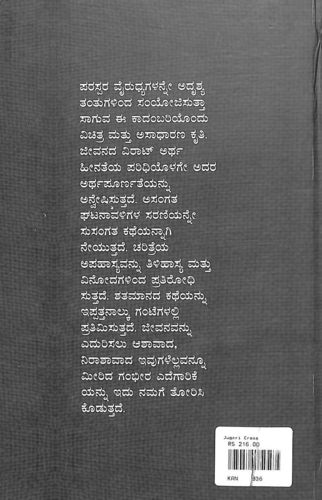 ಪರಸ್ಪರ ವೈರುಧ್ಯಗಳನ್ನೇ ಅದೃಶ್ಯ
ತಂತುಗಳಿಂದ ಸಂಯೋಜಿಸುತ್ತಾ
ಸಾಗುವ ಈ ಕಾದಂಬರಿಯೊಂದು
ವಿಚಿತ್ರ ಮತ್ತು ಅಸಾಧಾರಣ ಕೃತಿ.
ಜೀವನದ ವಿರಾಟ್ ಅರ್ಥ
ಹೀನತೆಯ ಪರಿಧಿಯೊಳಗೇ ಅದರ
ಅರ್ಥಪೂರ್ಣತೆಯನ್ನು
ಅನ್ವೇಷಿಸುತ್ತದೆ. ಅಸಂಗತ
ಘಟನಾವಳಿಗಳ ಸರಣಿಯನ್ನೇ
ಸುಸಂಗತ ಕಥೆಯನ್ನಾಗಿ
ನೇಯುತ್ತದೆ. ಚರಿತ್ರೆಯ
ಅಪಹಾಸ್ಯವನ್ನು ತಿಳಿಹಾಸ್ಯ ಮತ್ತು
ವಿನೋದಗಳಿಂದ ಪ್ರತಿರೋಧಿ
ಸುತ್ತದೆ. ಶತಮಾನದ ಕಥೆಯನ್ನು
ಇಪ್ಪತ್ತನಾಲ್ಕು ಗಂಟೆಗಳಲ್ಲಿ
ಪ್ರತಿಮಿಸುತ್ತದೆ. ಜೀವನವನ್ನು
ಎದುರಿಸಲು ಆಶಾವಾದ,
ನಿರಾಶಾವಾದ ಇವುಗಳೆಲ್ಲವನ್ನೂ
ಮೀರಿದ ಗಂಭೀರ ಎದೆಗಾರಿಕೆ
ಯನ್ನು ಇದು ನಮಗೆ ತೋರಿಸಿ
ಕೊಡುತ್ತದೆ.
Jugari Cross
RS 216.00
KAN 836